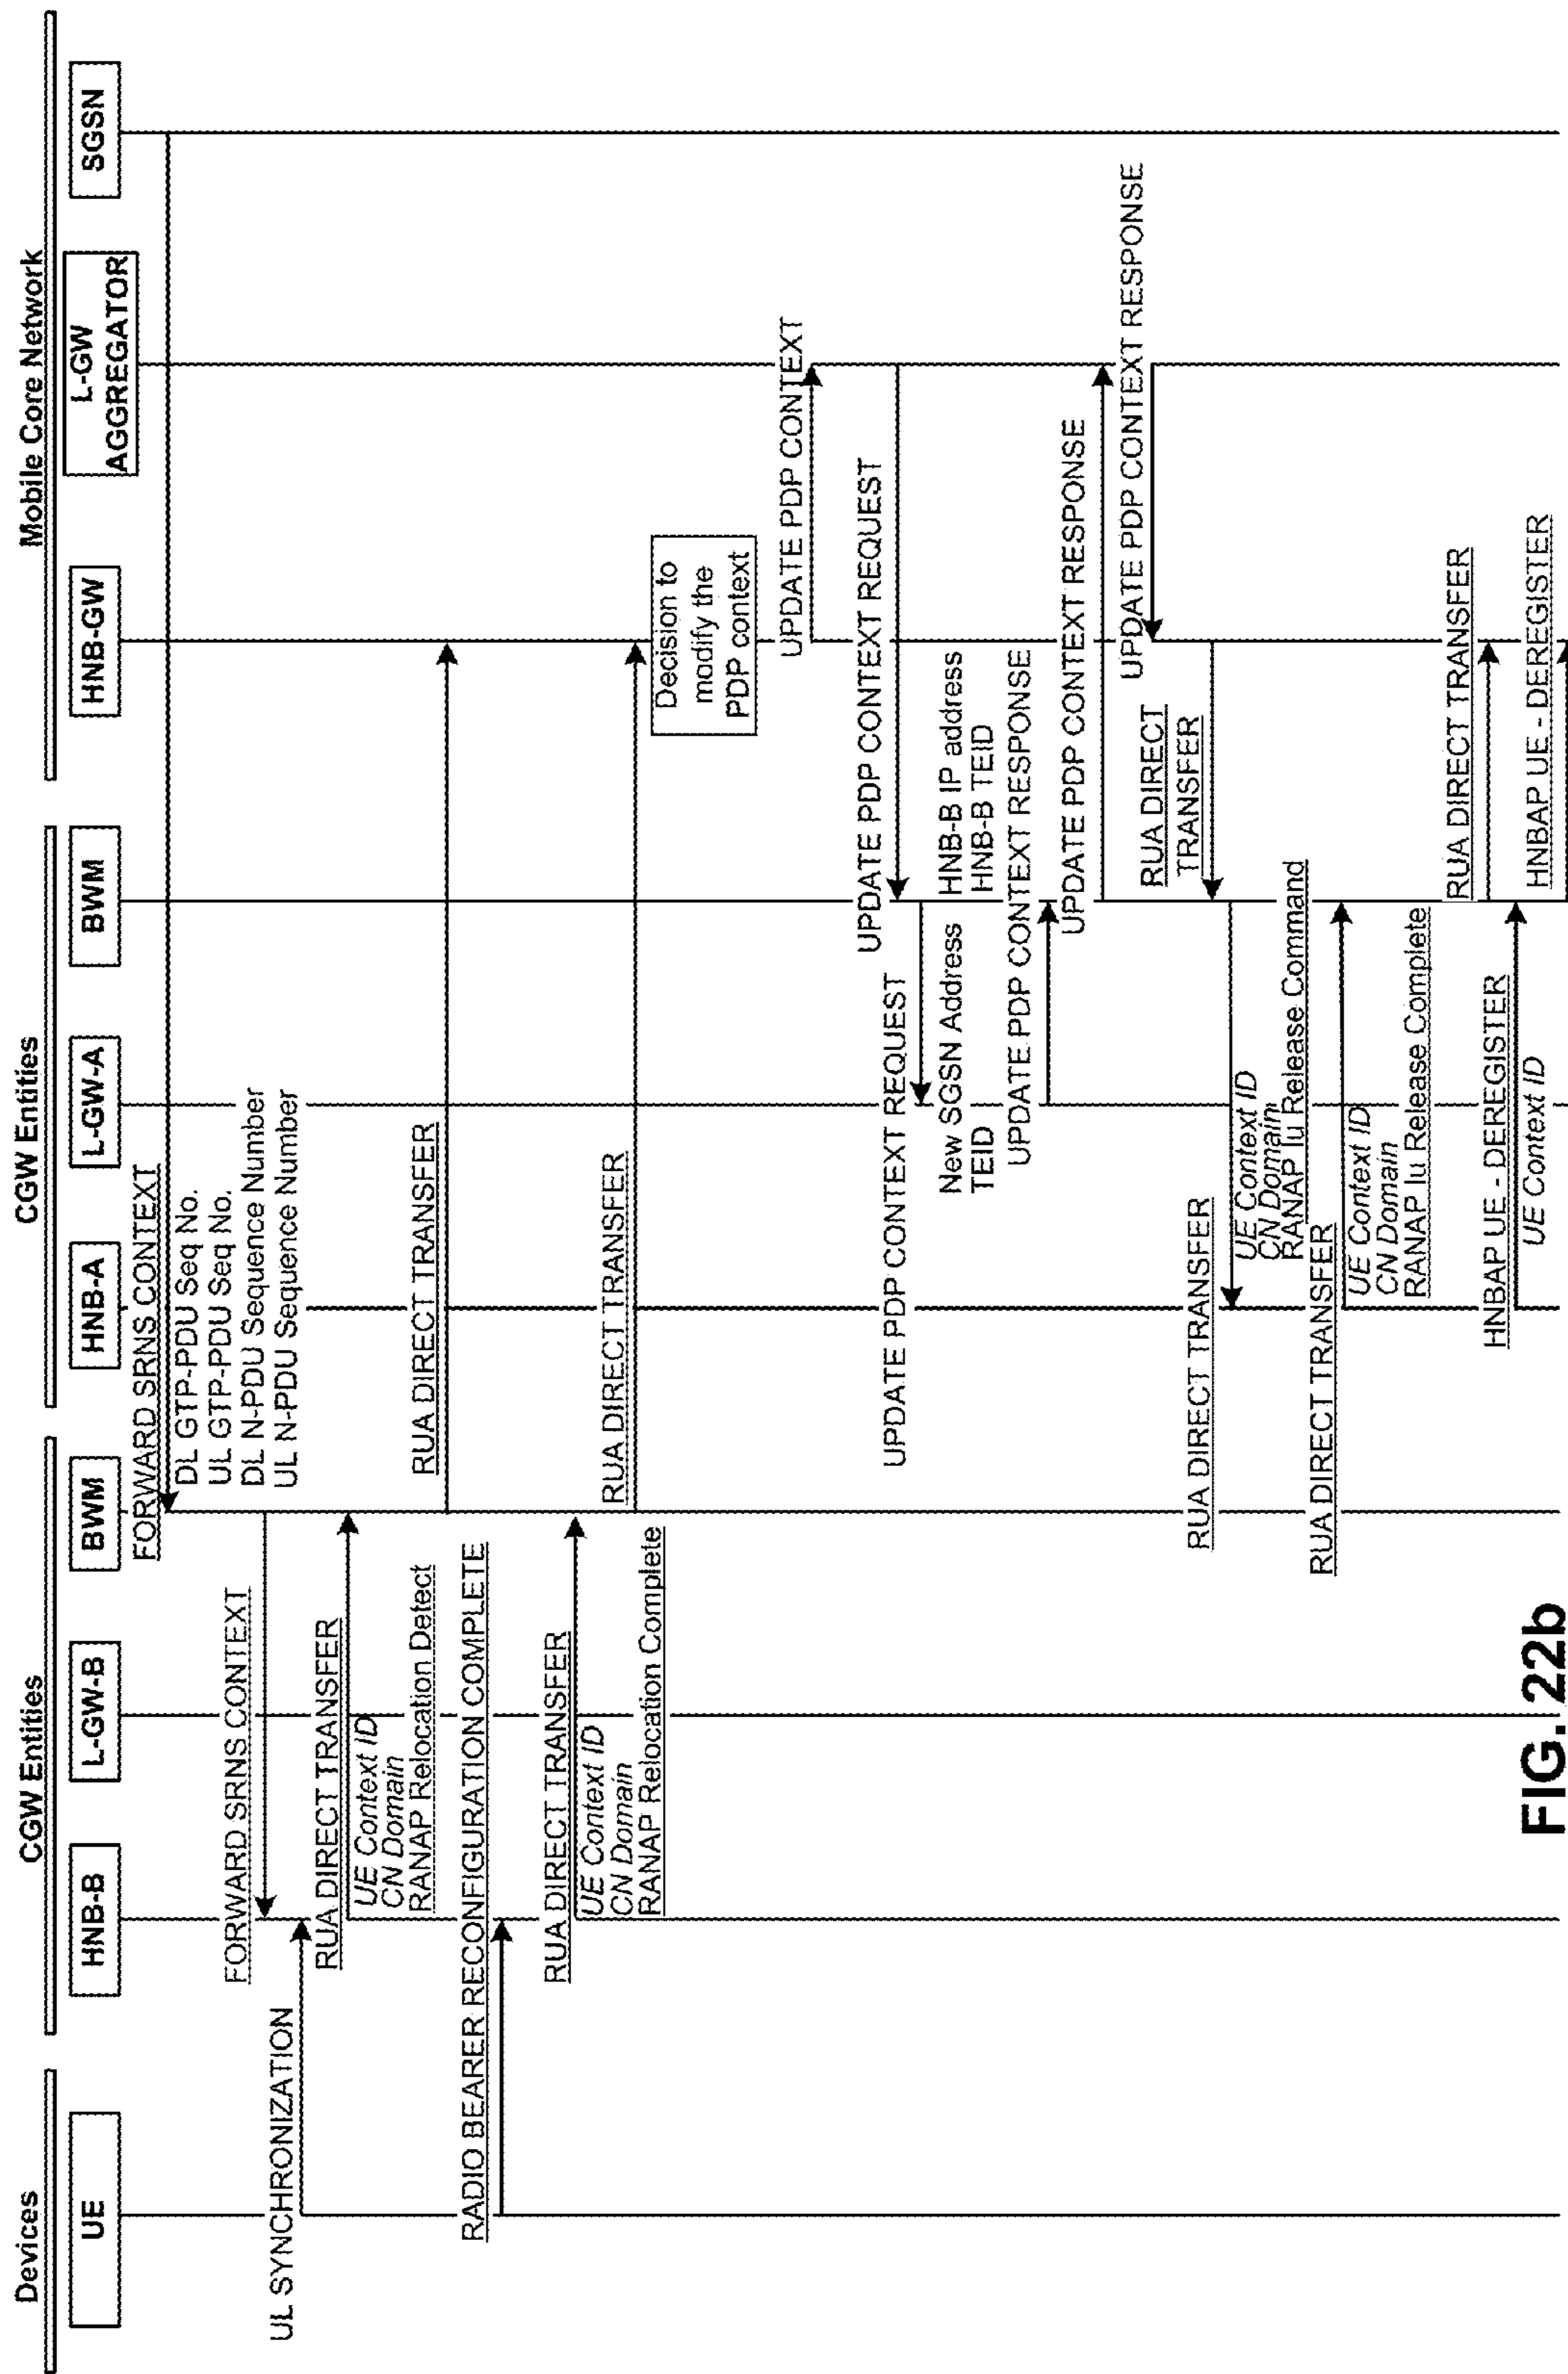 Devices
CGW Entities
CGW Entities
Mobile Core Network
UE
HNB-B
L-GW-B
BWM
HNB-A
L-GW-A
BWM
HNB-GW
L-GW
AGGREGATOR
SGSN
FORWARD SRNS CONTEXT
DL GTP-PDU Seq No.
UL GTP-PDU Seq No.
DL N-PDU Sequence Number
UL N-PDU Sequence Number
FORWARD SRNS CONTEXT
UL SYNCHRONIZATION
RUA DIRECT TRANSFER
UE Context ID
CN Domain
RANAP Relocation Detect
RUA DIRECT TRANSFER
RADIO BEARER RECONFIGURATION COMPLETE
RUA DIRECT TRANSFER
UE Context ID
CN Domain
RANAP Relocation Complete
RUA DIRECT TRANSFER
Decision to
modify the
PDP context
UPDATE PDP CONTEXT
UPDATE PDP CONTEXT REQUEST
HNB-B IP address
HNB-B TEID
UPDATE PDP CONTEXT REQUEST
New SGSN Address
TEID
UPDATE PDP CONTEXT RESPONSE
UPDATE PDP CONTEXT RESPONSE
UPDATE PDP CONTEXT RESPONSE
RUA DIRECT
TRANSFER
RUA DIRECT TRANSFER
UE Context ID
CN Domain
RANAP Iu Release Command
RUA DIRECT TRANSFER
UE Context ID
CN Domain
RANAP Iu Release Complete
RUA DIRECT TRANSFER
HNBAP UE - DEREGISTER
UE Context ID
HNBAP UE - DEREGISTER
FIG. 22b